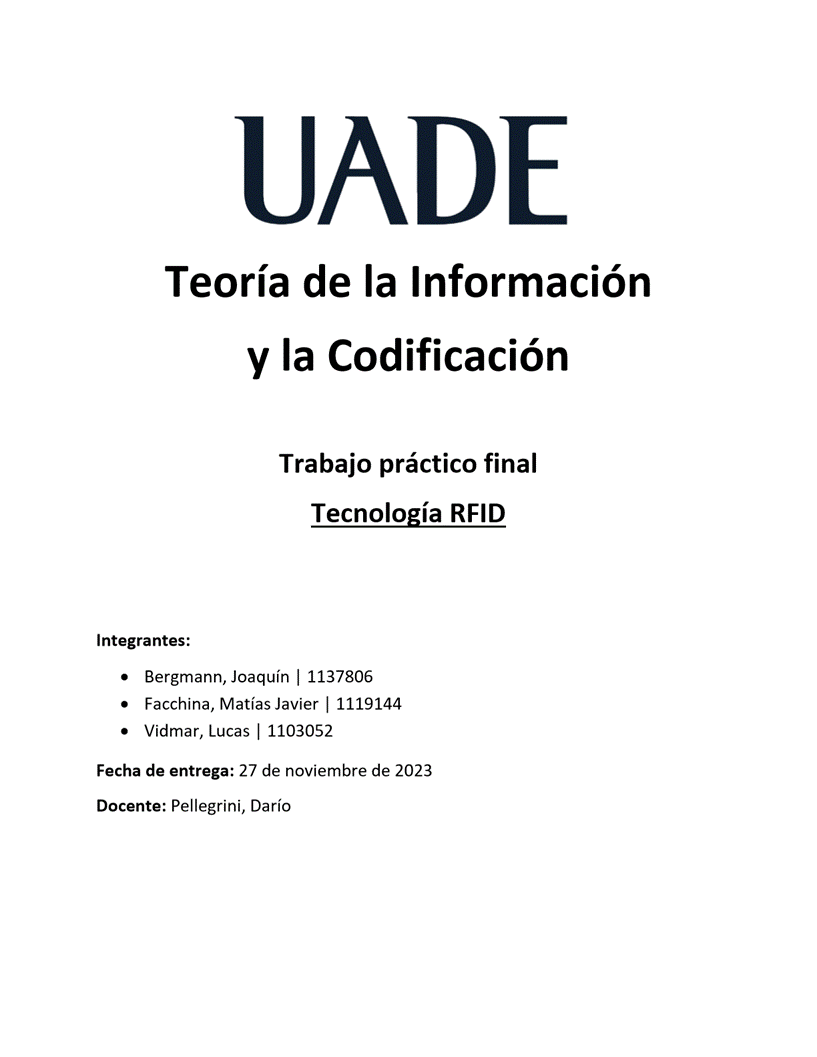 UADE
Teoría de la Información
y la Codificación
Trabajo práctico final
Tecnología RFID
Integrantes:
• Bergmann, Joaquín | 1137806
• Facchina, Matías Javier | 1119144
• Vidmar, Lucas | 1103052
Fecha de entrega: 27 de noviembre de 2023
Docente: Pellegrini, Darío